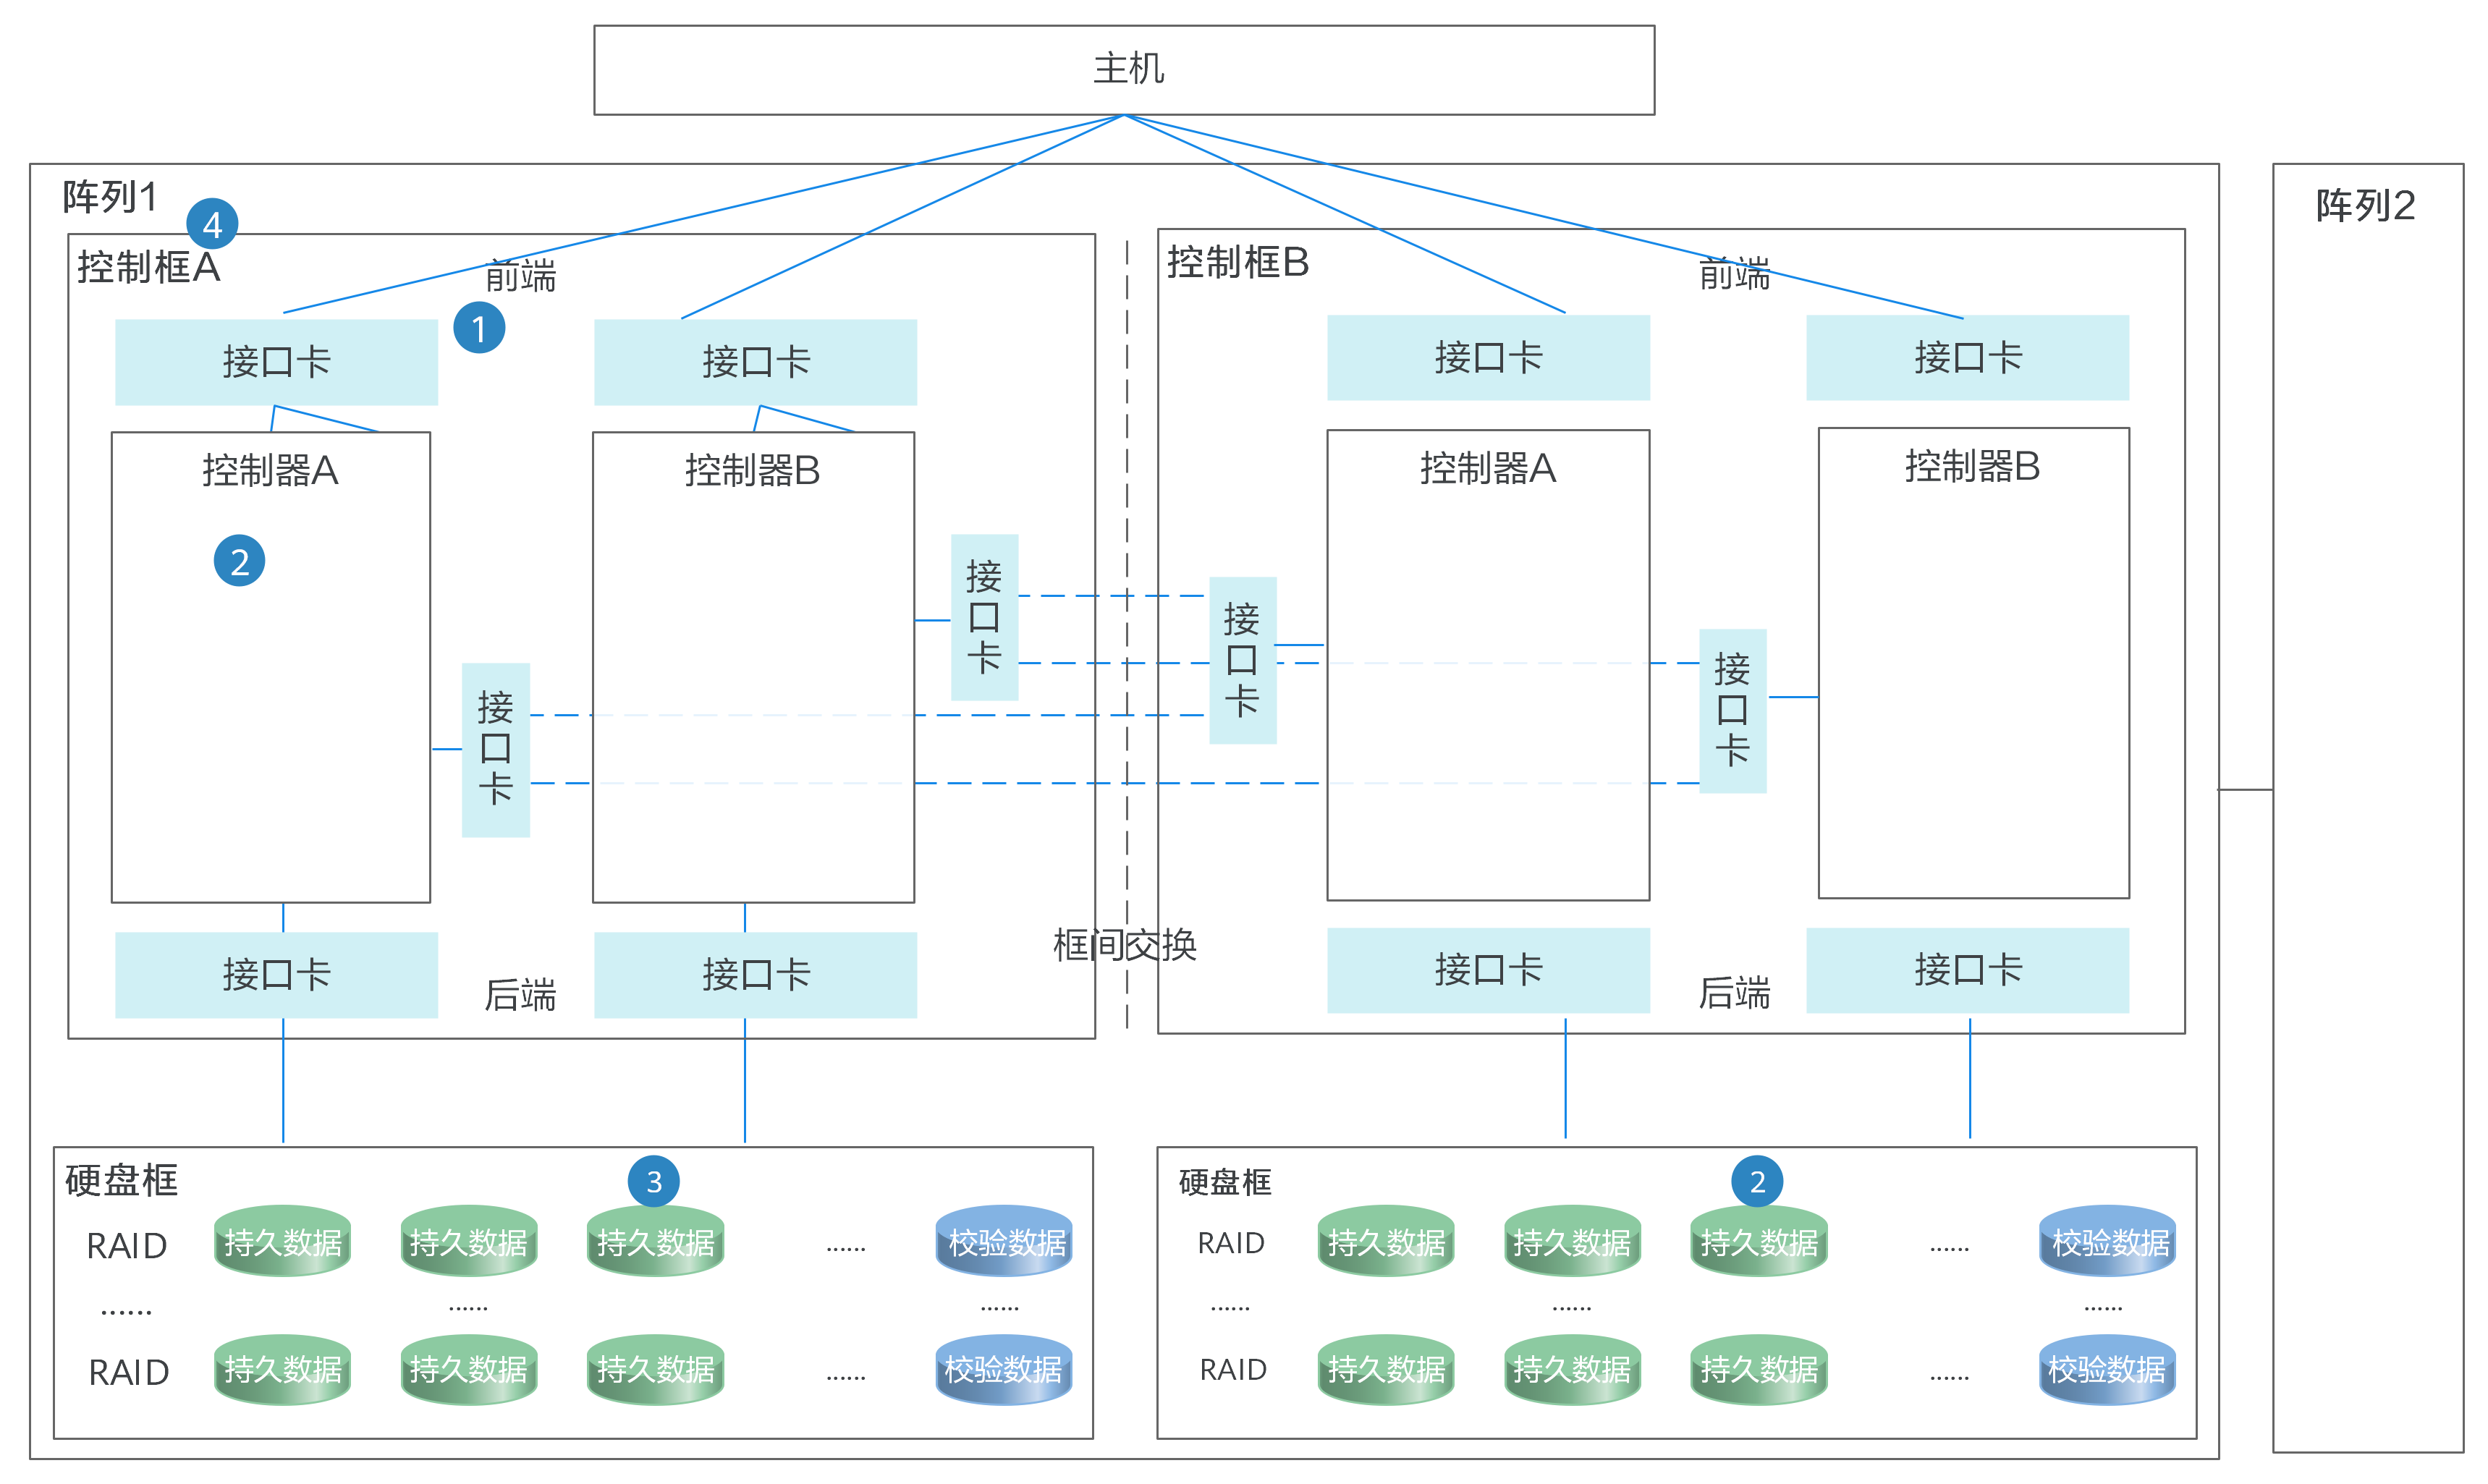 主机
阵列1
阵列2
4
控制框A
前端
1
接口卡
接口卡
控制器A
控制器B
2
接口卡
接口卡
接口卡
后端
接口卡
框间交换
控制框B
前端
接口卡
接口卡
控制器A
控制器B
接口卡
接口卡
接口卡
后端
接口卡
硬盘框
3
RAID 持久数据 持久数据 持久数据 ...... 校验数据
...... ...... ......
RAID 持久数据 持久数据 持久数据 ...... 校验数据
硬盘框
2
RAID 持久数据 持久数据 持久数据 ...... 校验数据
...... ...... ......
RAID 持久数据 持久数据 持久数据 ...... 校验数据